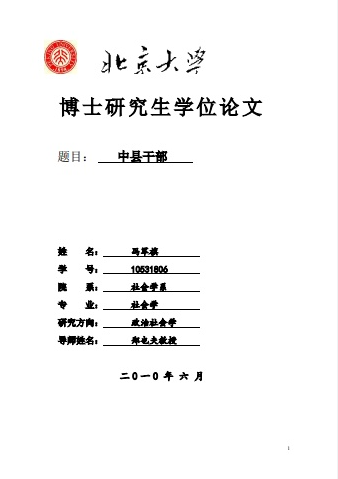 北京大学
博士研究生学位论文
题目： 中县干部
姓 名： 冯军旗
学 号： 10531806
院 系： 社会学系
专 业： 社会学
研究方向： 政治社会学
导师姓名： 郑也夫教授
二0一0 年 六 月
1